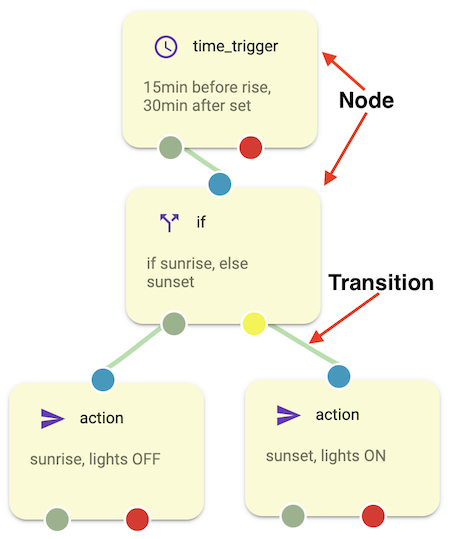 time_trigger
15min before rise,
30min after set
Node
if
if sunrise, else
sunset
Transition
action
sunrise, lights OFF
action
sunset, lights ON